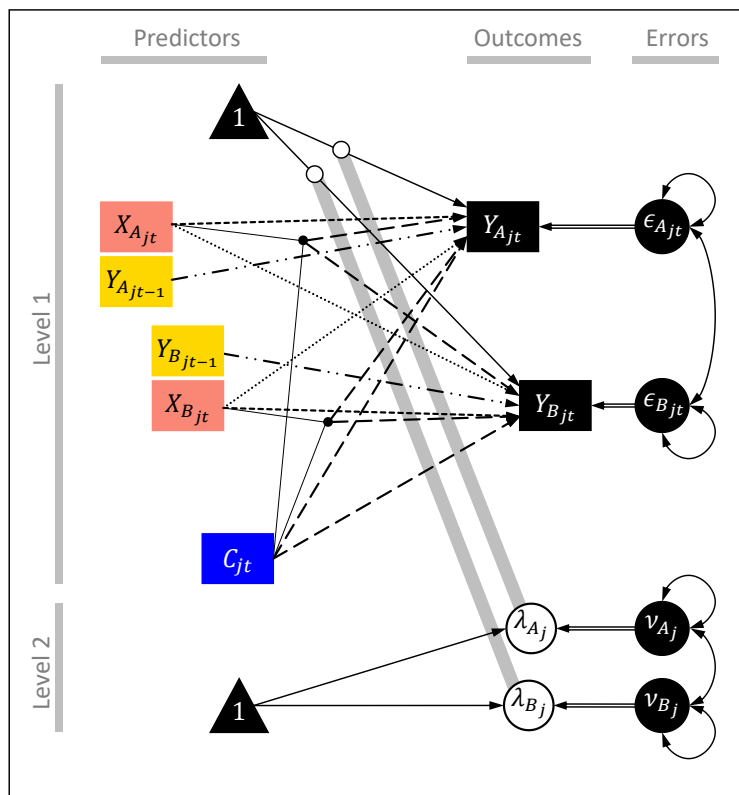 Predictors Outcomes Errors
Level 1
1
X_{A_{jt}} Y_{A_{jt}} ϵ_{A_{jt}}
Y_{A_{jt−1}}
Y_{B_{jt−1}}
X_{B_{jt}} Y_{B_{jt}} ϵ_{B_{jt}}
C_{jt}
Level 2
λ_{A_j} ν_{A_j}
1 λ_{B_j} ν_{B_j}